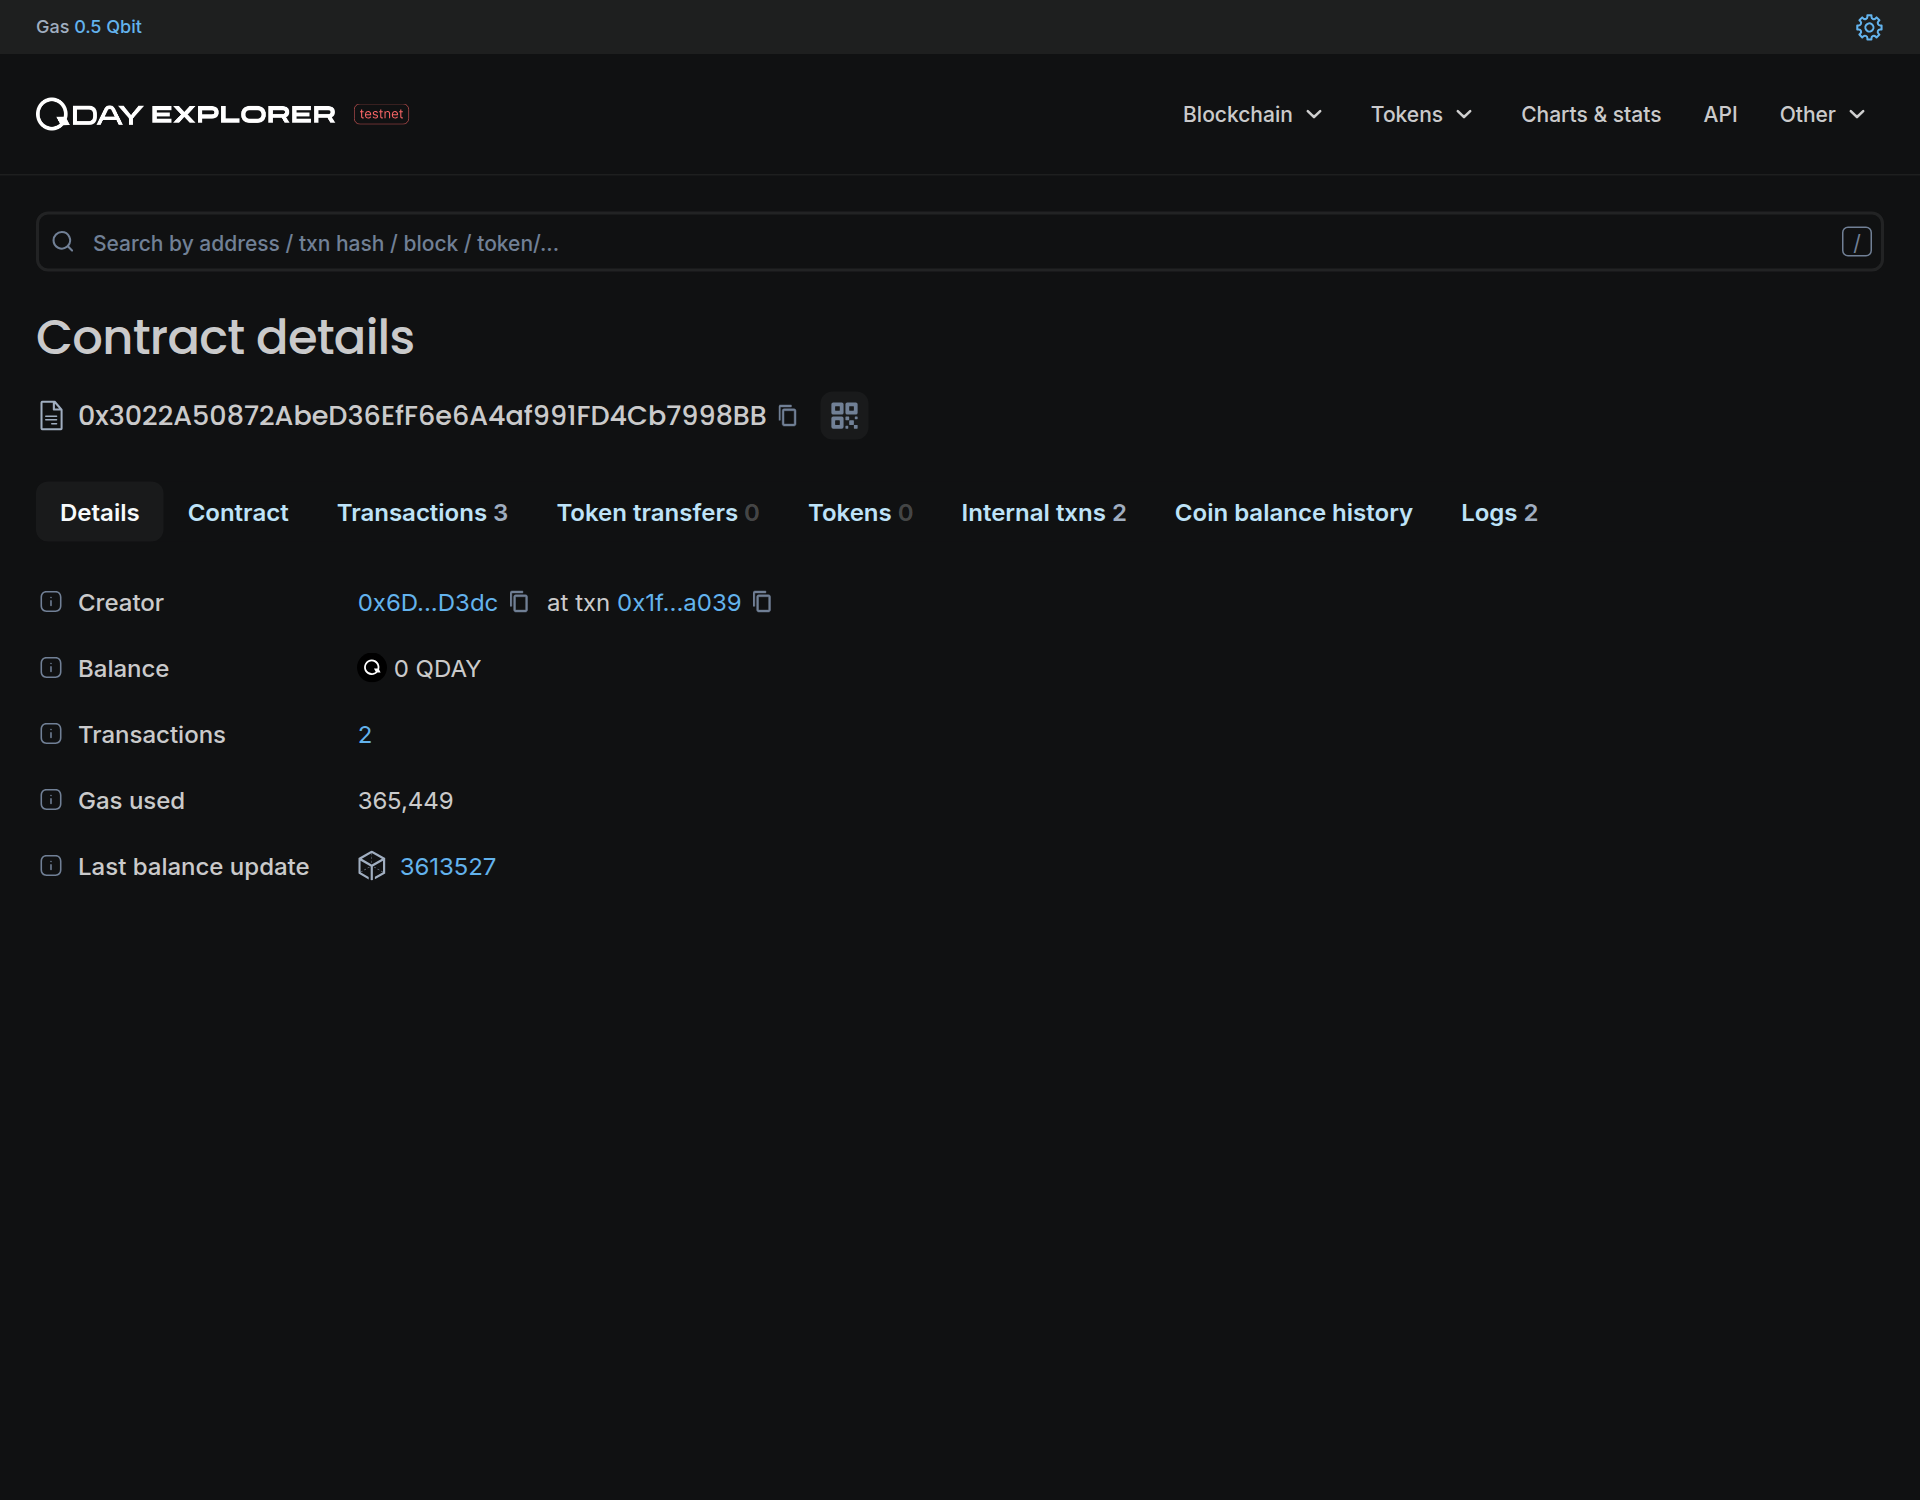 Gas 0.5 Qbit
QDAY EXPLORER testnet
Blockchain Tokens Charts & stats API Other
Search by address / txn hash / block / token/... /
Contract details
0x3022A50872AbeD36EfF6e6A4af991FD4Cb7998BB
Details Contract Transactions 3 Token transfers 0 Tokens 0 Internal txns 2 Coin balance history Logs 2
Creator 0x6D...D3dc at txn 0x1f...a039
Balance 0 QDAY
Transactions 2
Gas used 365,449
Last balance update 3613527